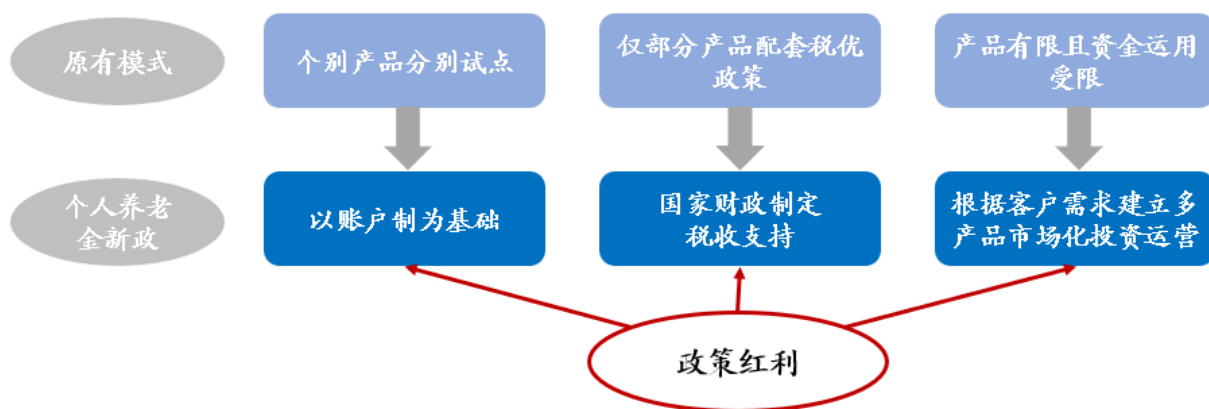 原有模式
个别产品分别试点
仅部分产品配套税优
政策
产品有限且资金运用
受限
个人养老
金新政
以账户制为基础
国家财政制定
税收支持
根据客户需求建立多
产品市场化投资运营
政策红利